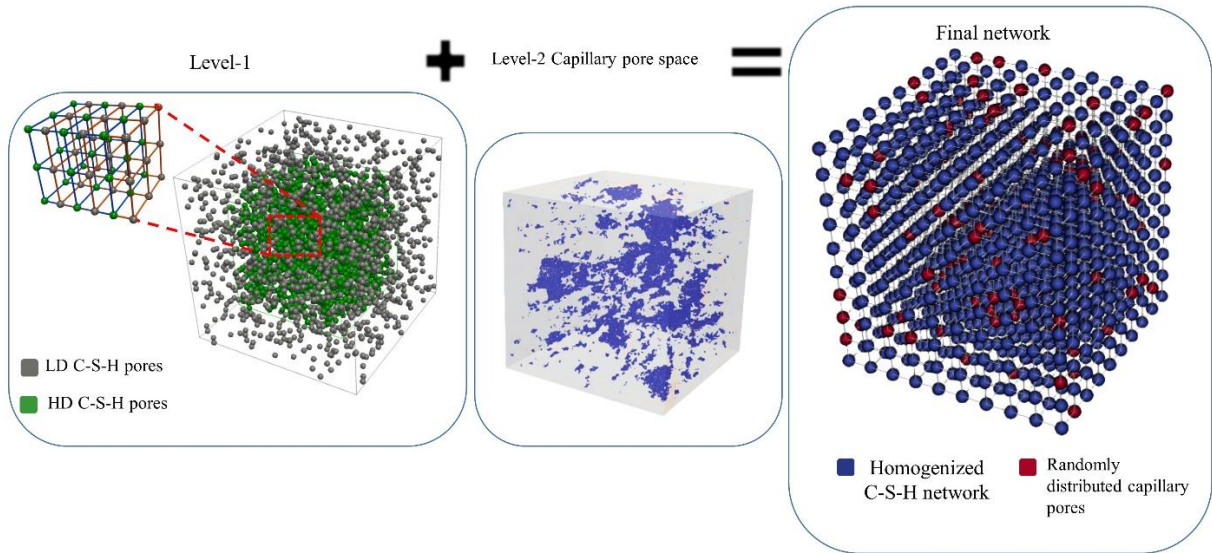 Level-1
Level-2 Capillary pore space
Final network
LD C-S-H pores
HD C-S-H pores
Homogenized
C-S-H network
Randomly
distributed capillary
pores